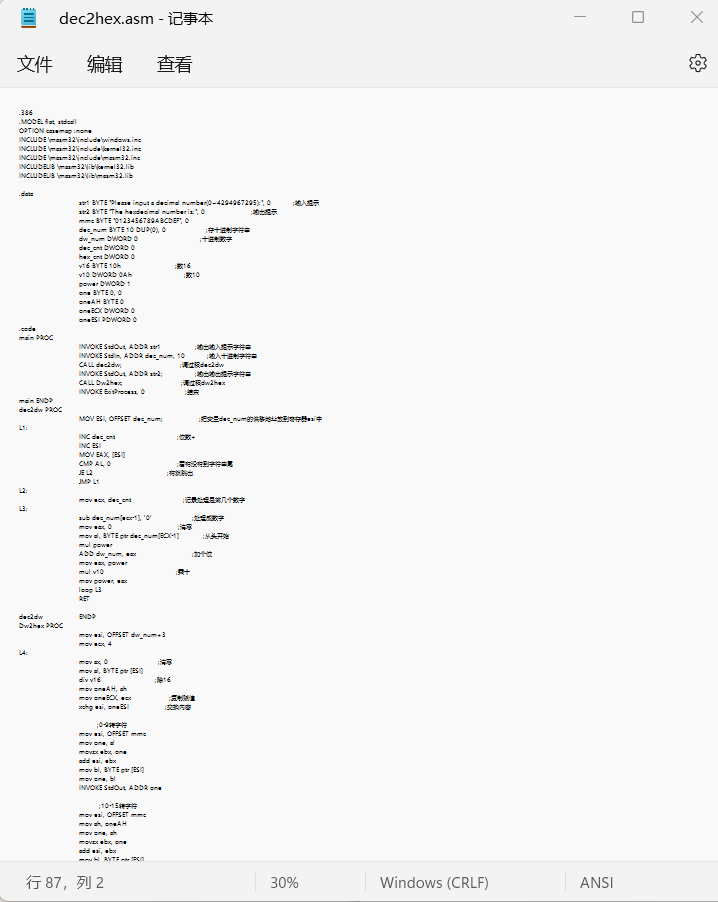 dec2hex.asm - 记事本
文件 编辑 查看
.386
.MODEL flat, stdcall
OPTION casemap :none
INCLUDE \masm32\include\windows.inc
INCLUDE \masm32\include\kernel32.inc
INCLUDE \masm32\include\masm32.inc
INCLUDELIB \masm32\lib\kernel32.lib
INCLUDELIB \masm32\lib\masm32.lib
.data
str1 BYTE "Please input a decimal number(0~4294967295):", 0 ;输入提示
str2 BYTE "The hexdecimal number is:", 0 ;输出提示
mmc BYTE "0123456789ABCDEF", 0
dec_num BYTE 10 DUP(0), 0 ;存十进制字符串
dw_num DWORD 0 ;十进制数字
dec_cnt DWORD 0
hex_cnt DWORD 0
v16 BYTE 10h ;数16
v10 DWORD 0Ah ;数10
power DWORD 1
one BYTE 0, 0
oneAH BYTE 0
oneECX DWORD 0
oneESI PDWORD 0
.code
main PROC
INVOKE StdOut, ADDR str1 ;输出输入提示字符串
INVOKE StdIn, ADDR dec_num, 10 ;输入十进制字符串
CALL dec2dw; ;调过程dec2dw
INVOKE StdOut, ADDR str2; ;输出输出提示字符串
CALL Dw2hex; ;调过程dw2hex
INVOKE ExitProcess, 0 ;结束
main ENDP
dec2dw PROC
MOV ESI, OFFSET dec_num; ;把变量dec_num的偏移地址放到寄存器esi中
L1:
INC dec_cnt ;位数+
INC ESI
MOV EAX, [ESI]
CMP AL, 0 ;看有没有到字符串尾
JE L2 ;有就跳出
JMP L1
L2:
mov ecx, dec_cnt ;记录处理是第几个数字
L3:
sub dec_num[ecx-1], '0' ;处理成数字
mov eax, 0 ;清零
mov al, BYTE ptr dec_num[ECX-1] ;从头开始
mul power
ADD dw_num, eax ;加个位
mov eax, power
mul v10 ;乘十
mov power, eax
loop L3
RET
dec2dw ENDP
Dw2hex PROC
mov esi, OFFSET dw_num+3
mov ecx, 4
L4:
mov ax, 0 ;清零
mov al, BYTE ptr [ESI]
div v16 ;除16
mov oneAH, ah
mov oneECX, ecx ;复制除值
xchg esi, oneESI ;交换内容
;0-9转字符
mov esi, OFFSET mmc
mov one, al
movzx ebx, one
add esi, ebx
mov bl, BYTE ptr [ESI]
mov one, bl
INVOKE StdOut, ADDR one
;10-15转字符
mov esi, OFFSET mmc
mov ah, oneAH
mov one, ah
movzx ebx, one
add esi, ebx
mov bl, BYTE ptr [ESI]
行 87，列 2 30% Windows (CRLF) ANSI